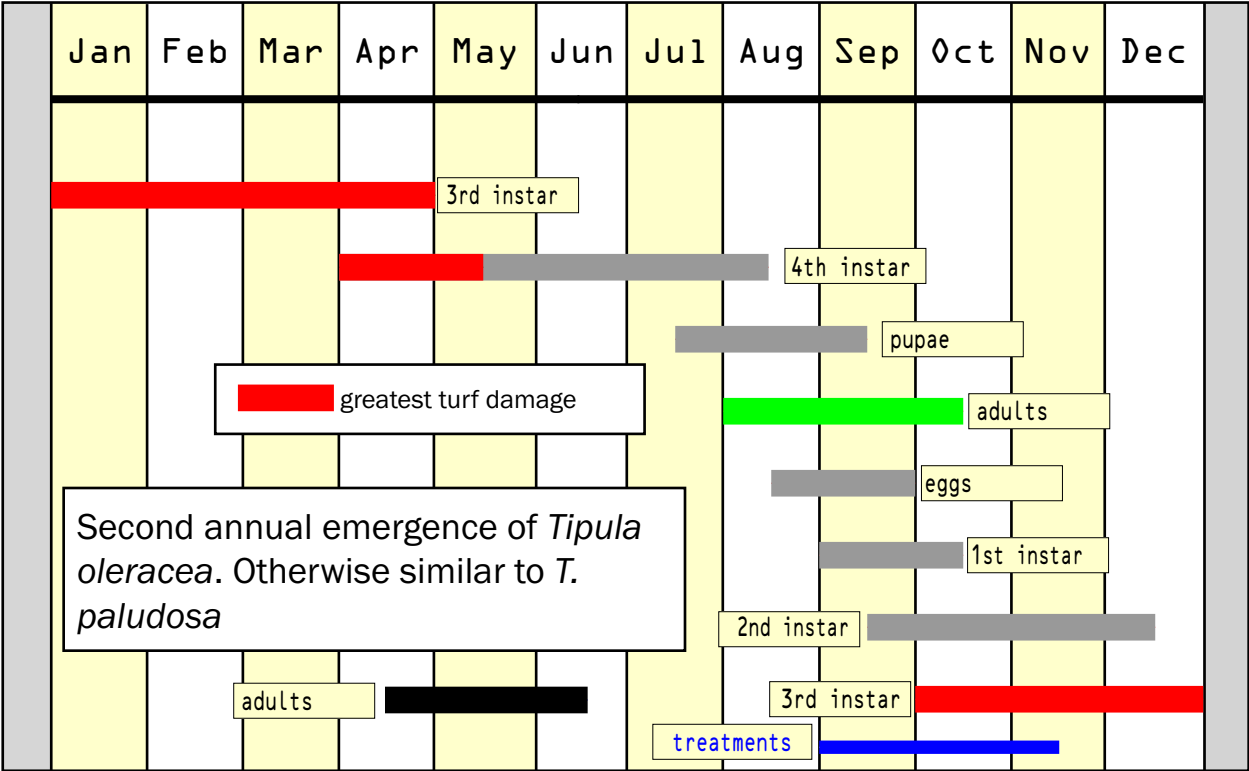 Jan Feb Mar Apr May Jun Jul Aug Sep Oct Nov Dec
3rd instar
4th instar
pupae
greatest turf damage
adults
eggs
Second annual emergence of Tipula
oleracea. Otherwise similar to T.
paludosa
1st instar
2nd instar
adults
3rd instar
treatments